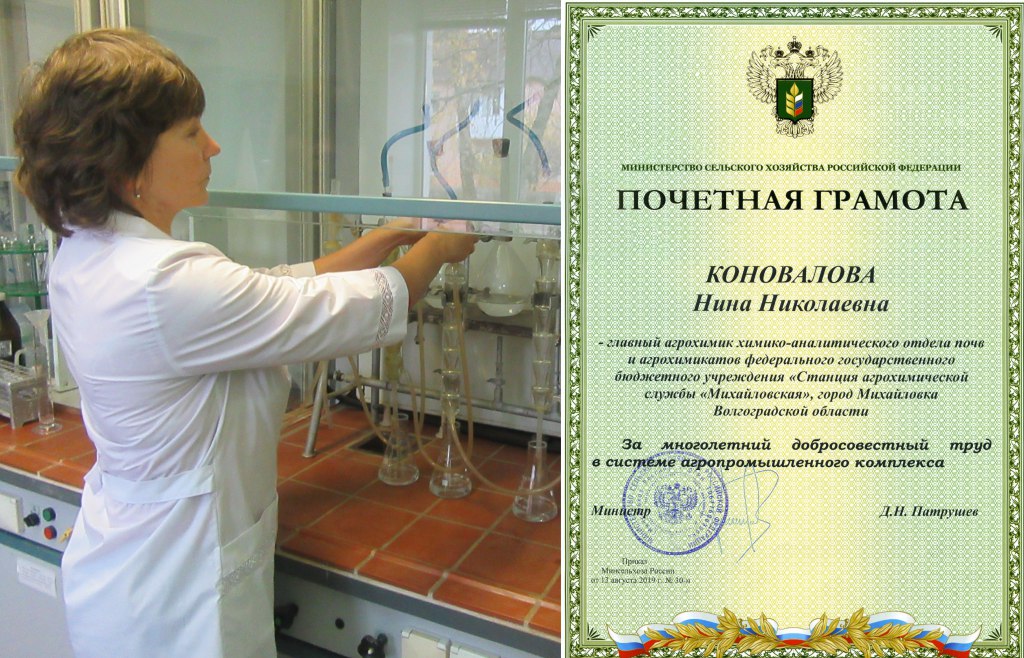 МИНИСТЕРСТВО СЕЛЬСКОГО ХОЗЯЙСТВА РОССИЙСКОЙ ФЕДЕРАЦИИ
ПОЧЕТНАЯ ГРАМОТА
КОНОВАЛОВА
Нина Николаевна
- главный агрохимик химико-аналитического отдела почв
и агрохимикатов федерального государственного
бюджетного учреждения «Станция агрохимической
службы «Михайловская», город Михайловка
Волгоградской области
За многолетний добросовестный труд
в системе агропромышленного комплекса
Министр Д.Н. Патрушев
Приказ
Минсельхоза России
от 13 августа 2019 г. № 30-н